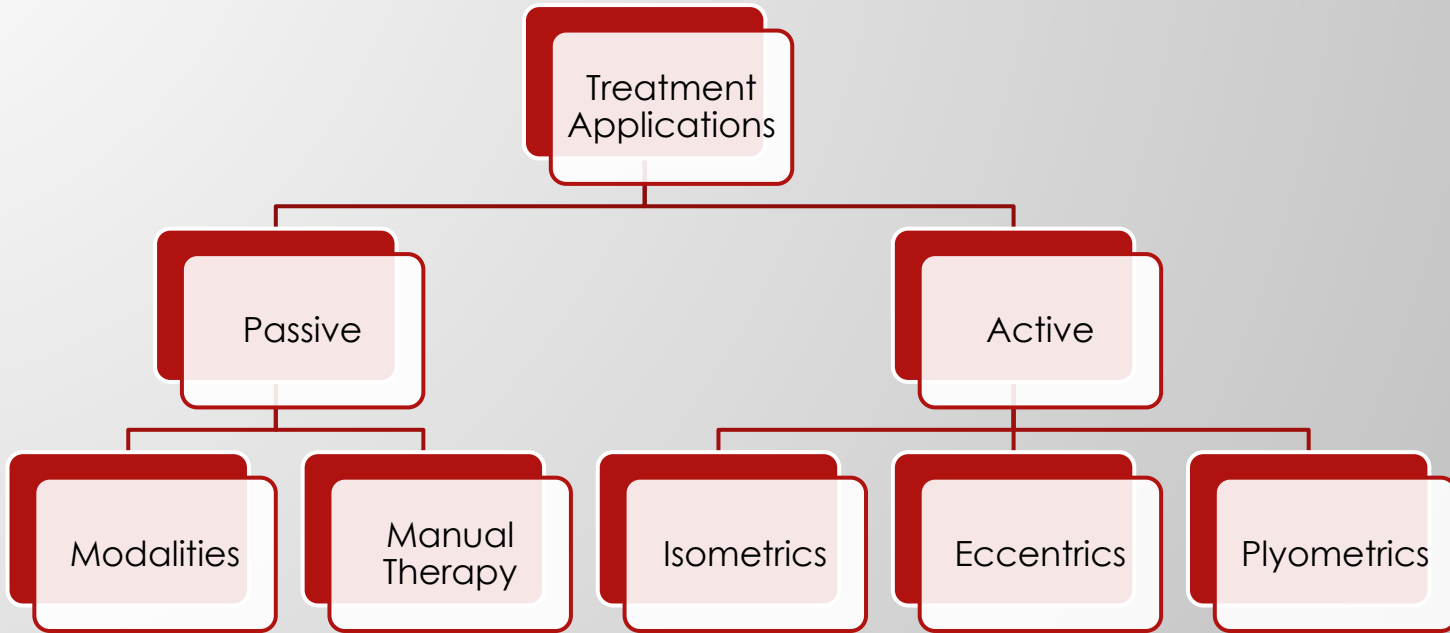 Treatment
Applications
Passive
Active
Modalities
Manual
Therapy
Isometrics
Eccentrics
Plyometrics